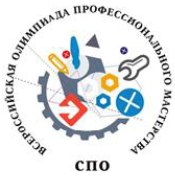 ВСЕРОССИЙСКАЯ ОЛИМПИАДА ПРОФЕССИОНАЛЬНОГО МАСТЕРСТВА
СПО